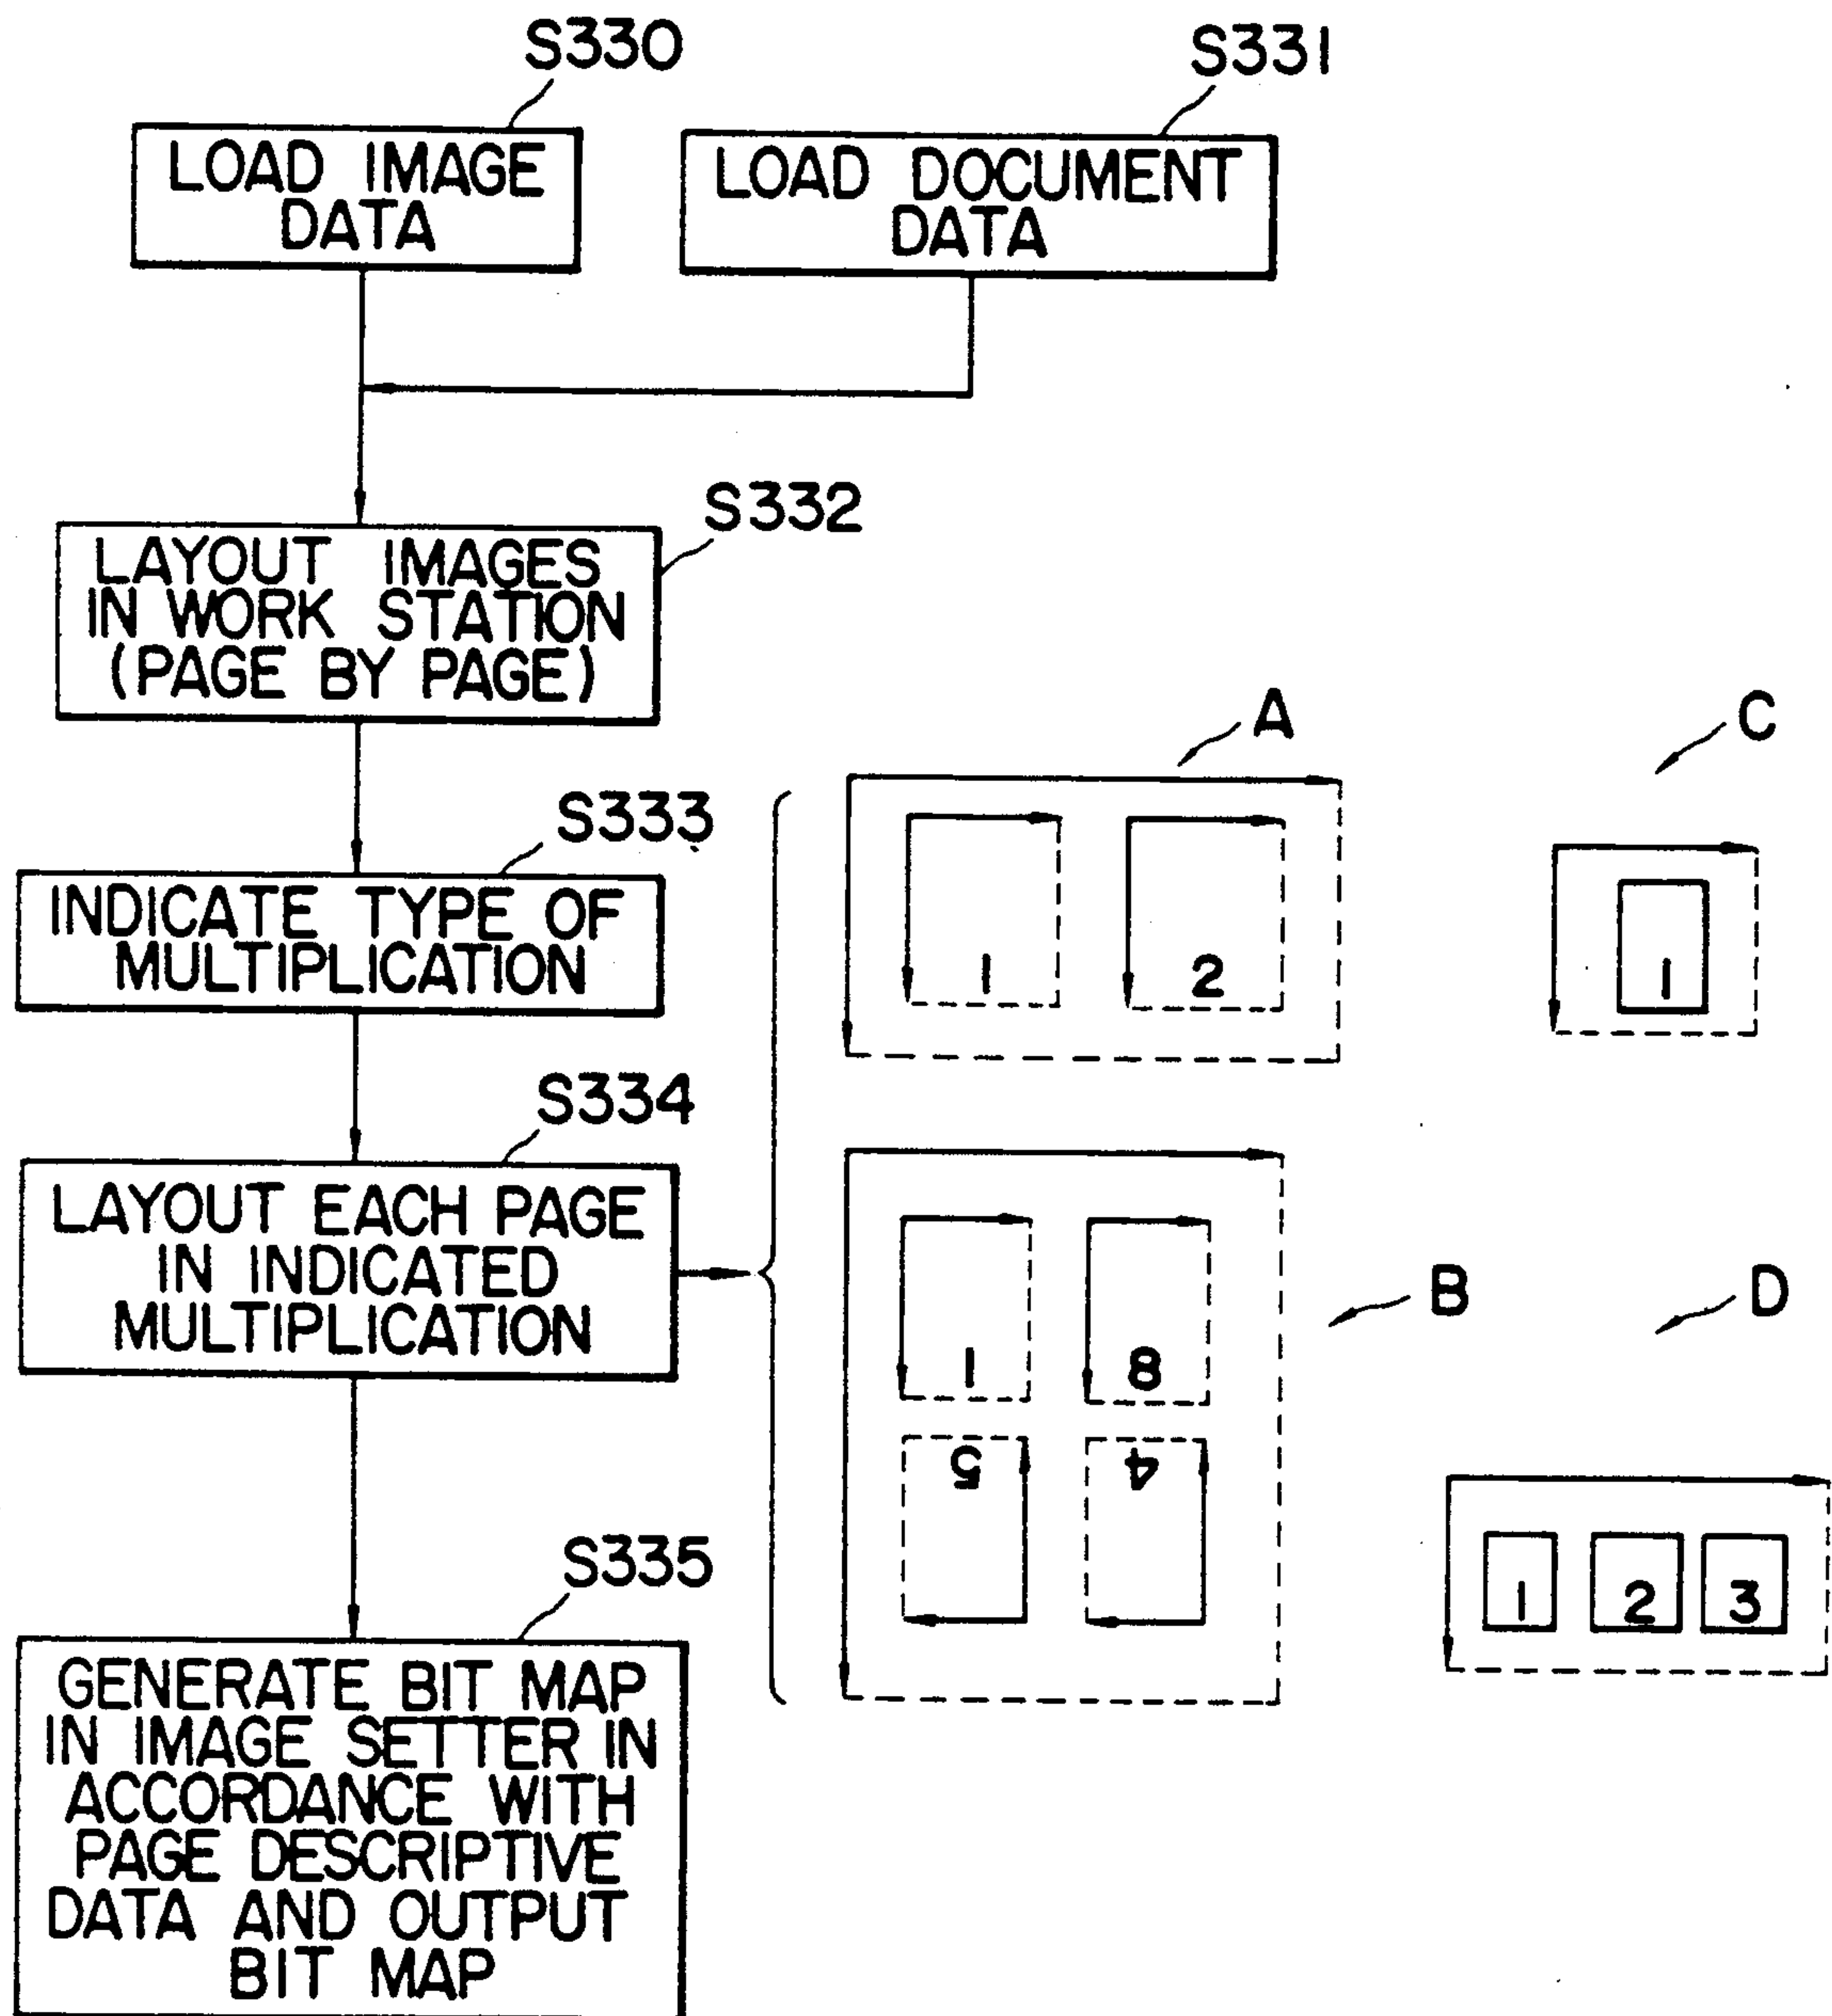 S330
S331
LOAD IMAGE
DATA
LOAD DOCUMENT
DATA
S332
LAYOUT IMAGES
IN WORK STATION
(PAGE BY PAGE)
S333
INDICATE TYPE OF
MULTIPLICATION
S334
LAYOUT EACH PAGE
IN INDICATED
MULTIPLICATION
S335
GENERATE BIT MAP
IN IMAGE SETTER IN
ACCORDANCE WITH
PAGE DESCRIPTIVE
DATA AND OUTPUT
BIT MAP
A
1 2
C
1
B
1 8
5 4
D
1 2 3